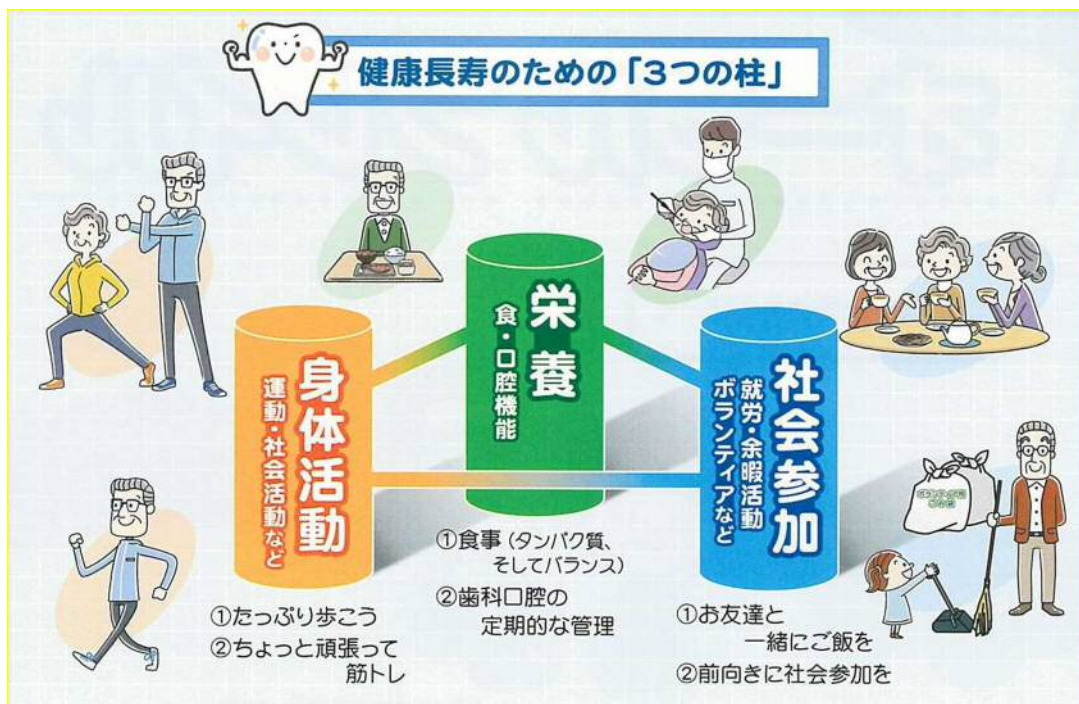 健康長寿のための「3つの柱」
身体活動
運動・社会活動など
①たっぷり歩こう
②ちょっと頑張って
筋トレ
栄養
食・口腔機能
①食事(タンパク質、
そしてバランス)
②歯科口腔の
定期的な管理
社会参加
就労・余暇活動
ボランティアなど
①お友達と
一緒にご飯を
②前向きに社会参加を